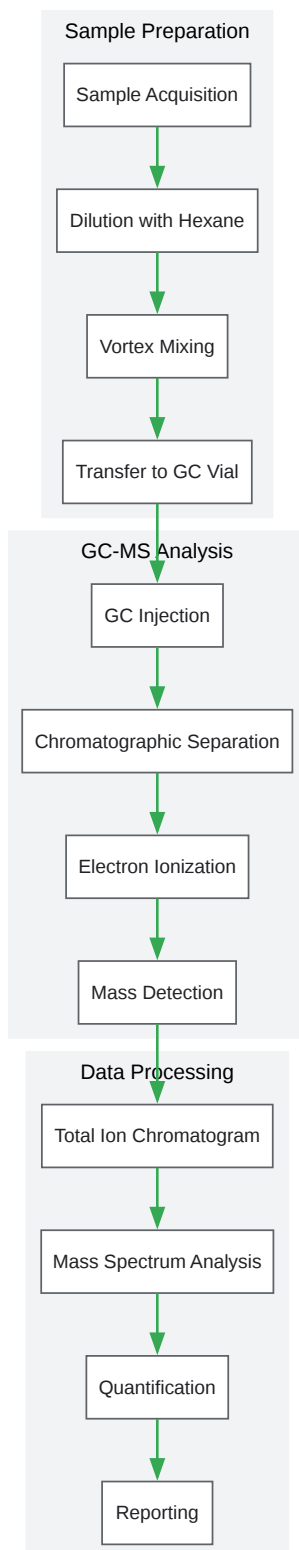 Sample Preparation
Sample Acquisition
Dilution with Hexane
Vortex Mixing
Transfer to GC Vial
GC-MS Analysis
GC Injection
Chromatographic Separation
Electron Ionization
Mass Detection
Data Processing
Total Ion Chromatogram
Mass Spectrum Analysis
Quantification
Reporting